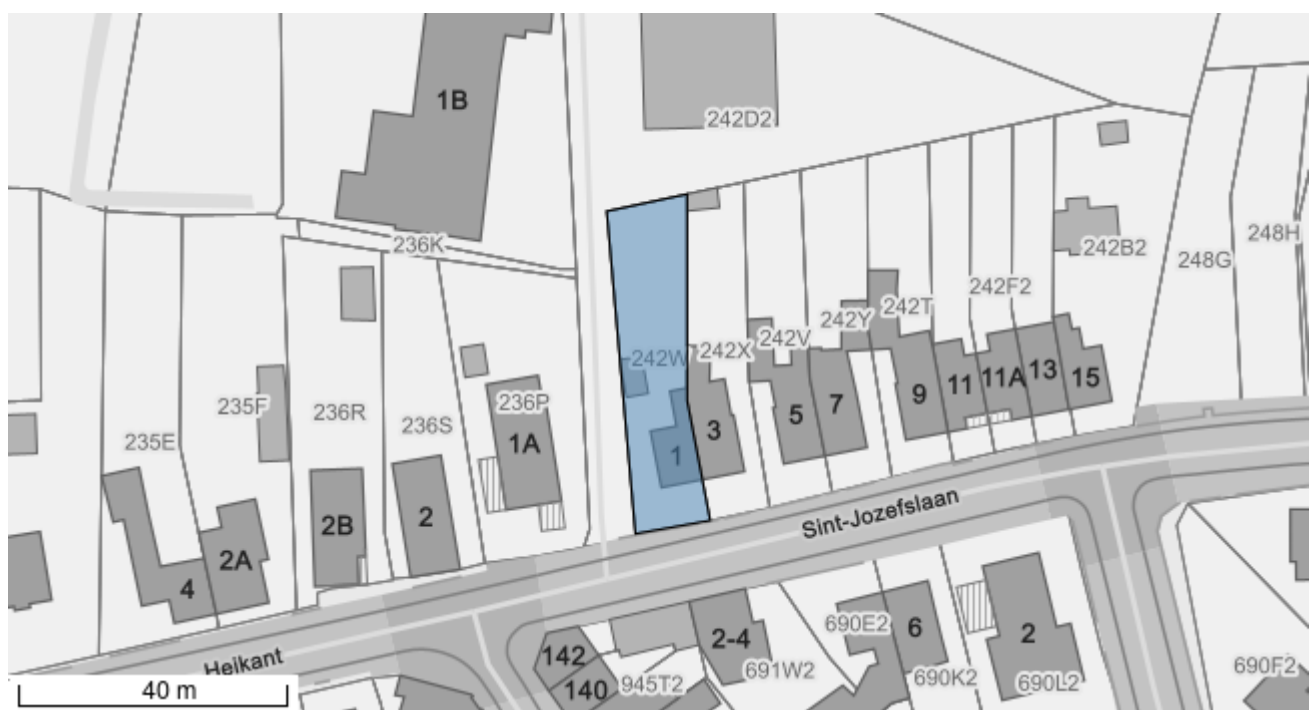 1B
242D2
236K
248H
242B2
248G
242F2
242T
242Y
242V
242X
242W
235F
236R
236S
236P
235E
1A
1
3
5
7
9
11
11A
13
15
2B
2
2A
4
Sint-Jozefslaan
Heikant
142
140
945T2
2-4
691W2
690E2
6
690K2
2
690L2
690F2
40 m